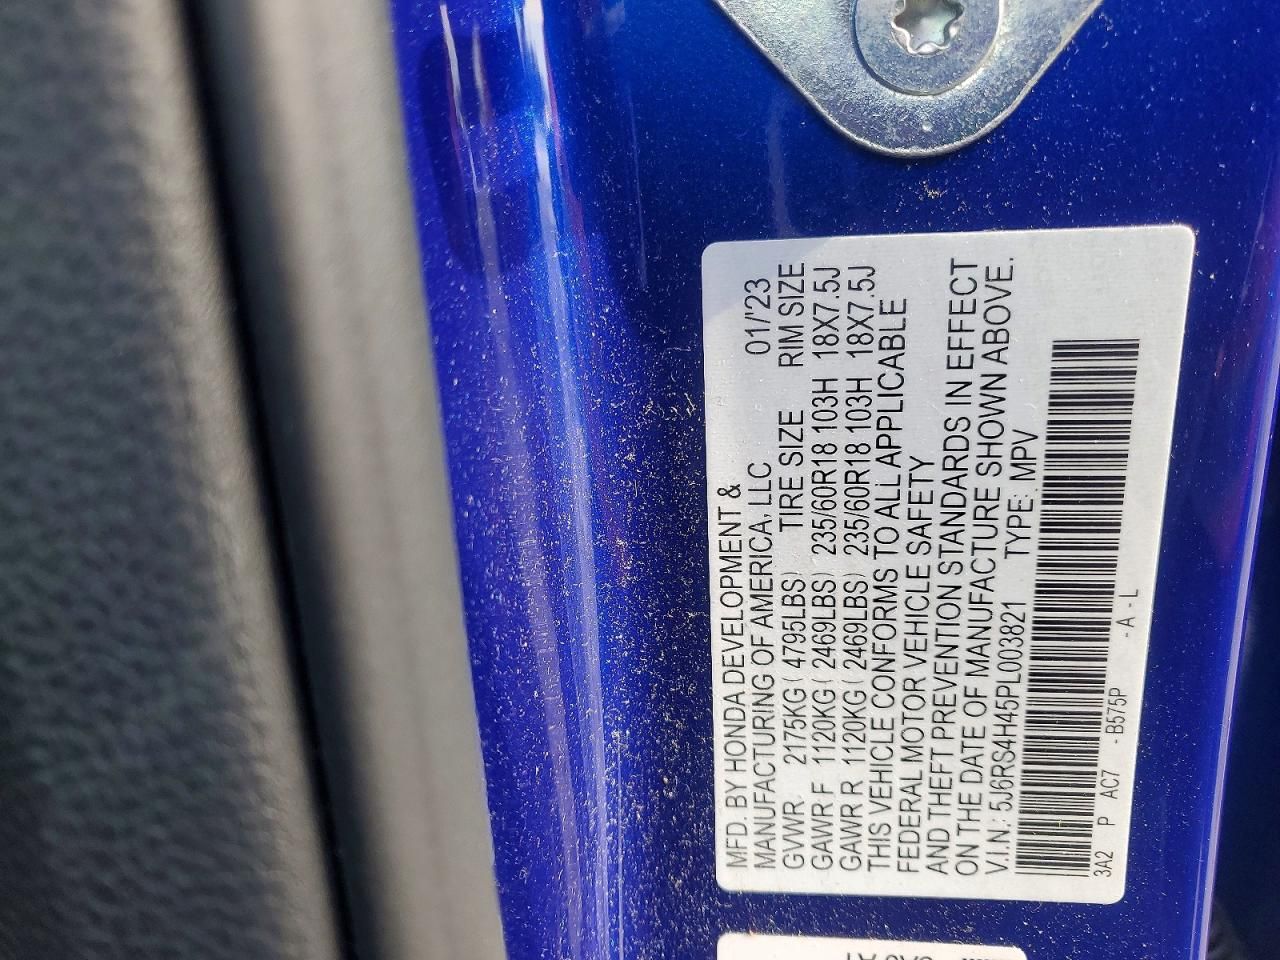 MFD. BY HONDA DEVELOPMENT &
MANUFACTURING OF AMERICA, LLC 01/'23
GVWR. 2175KG ( 4795LBS) TIRE SIZE RIM SIZE
GAWR F 1120KG ( 2469LBS) 235/60R18 103H 18X7.5J
GAWR R 1120KG ( 2469LBS) 235/60R18 103H 18X7.5J
THIS VEHICLE CONFORMS TO ALL APPLICABLE
FEDERAL MOTOR VEHICLE SAFETY
AND THEFT PREVENTION STANDARDS IN EFFECT
ON THE DATE OF MANUFACTURE SHOWN ABOVE.
V.I.N.: 5J6RS4H45PL003821 TYPE: MPV
3A2 P AC7 - B575P - A - L